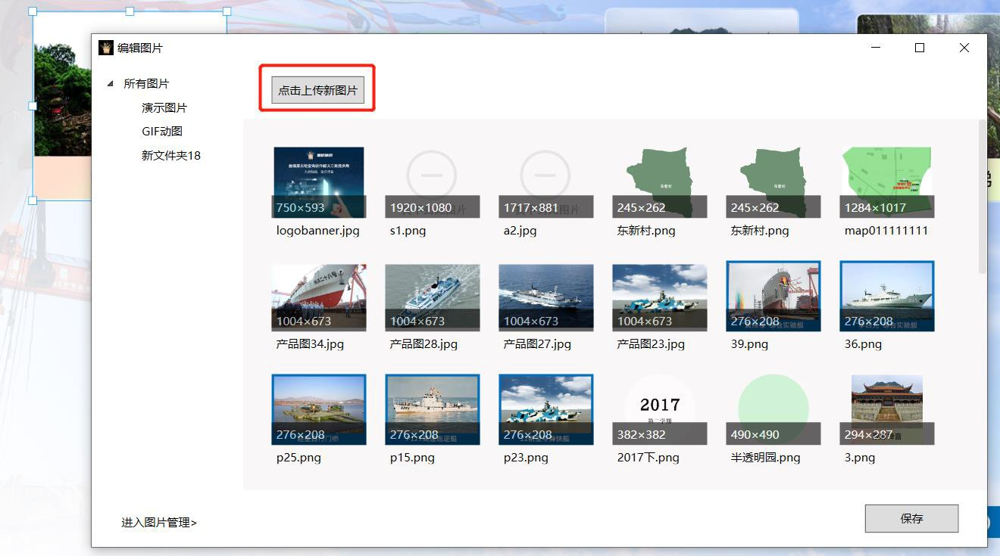 编辑图片
所有图片
演示图片
GIF动图
新文件夹18
点击上传新图片
750×593
1920×1080
1717×881
245×262
245×262
1284×1017
logobanner.jpg
s1.png
a2.jpg
东新村.png
东新村.png
map011111111
1004×673
1004×673
1004×673
1004×673
276×208
276×208
产品图34.jpg
产品图28.jpg
产品图27.jpg
产品图23.jpg
39.png
36.png
2017
第二学期
276×208
276×208
276×208
382×382
490×490
294×287
p25.png
p15.png
p23.png
2017下.png
半透明园.png
3.png
进入图片管理>
保存